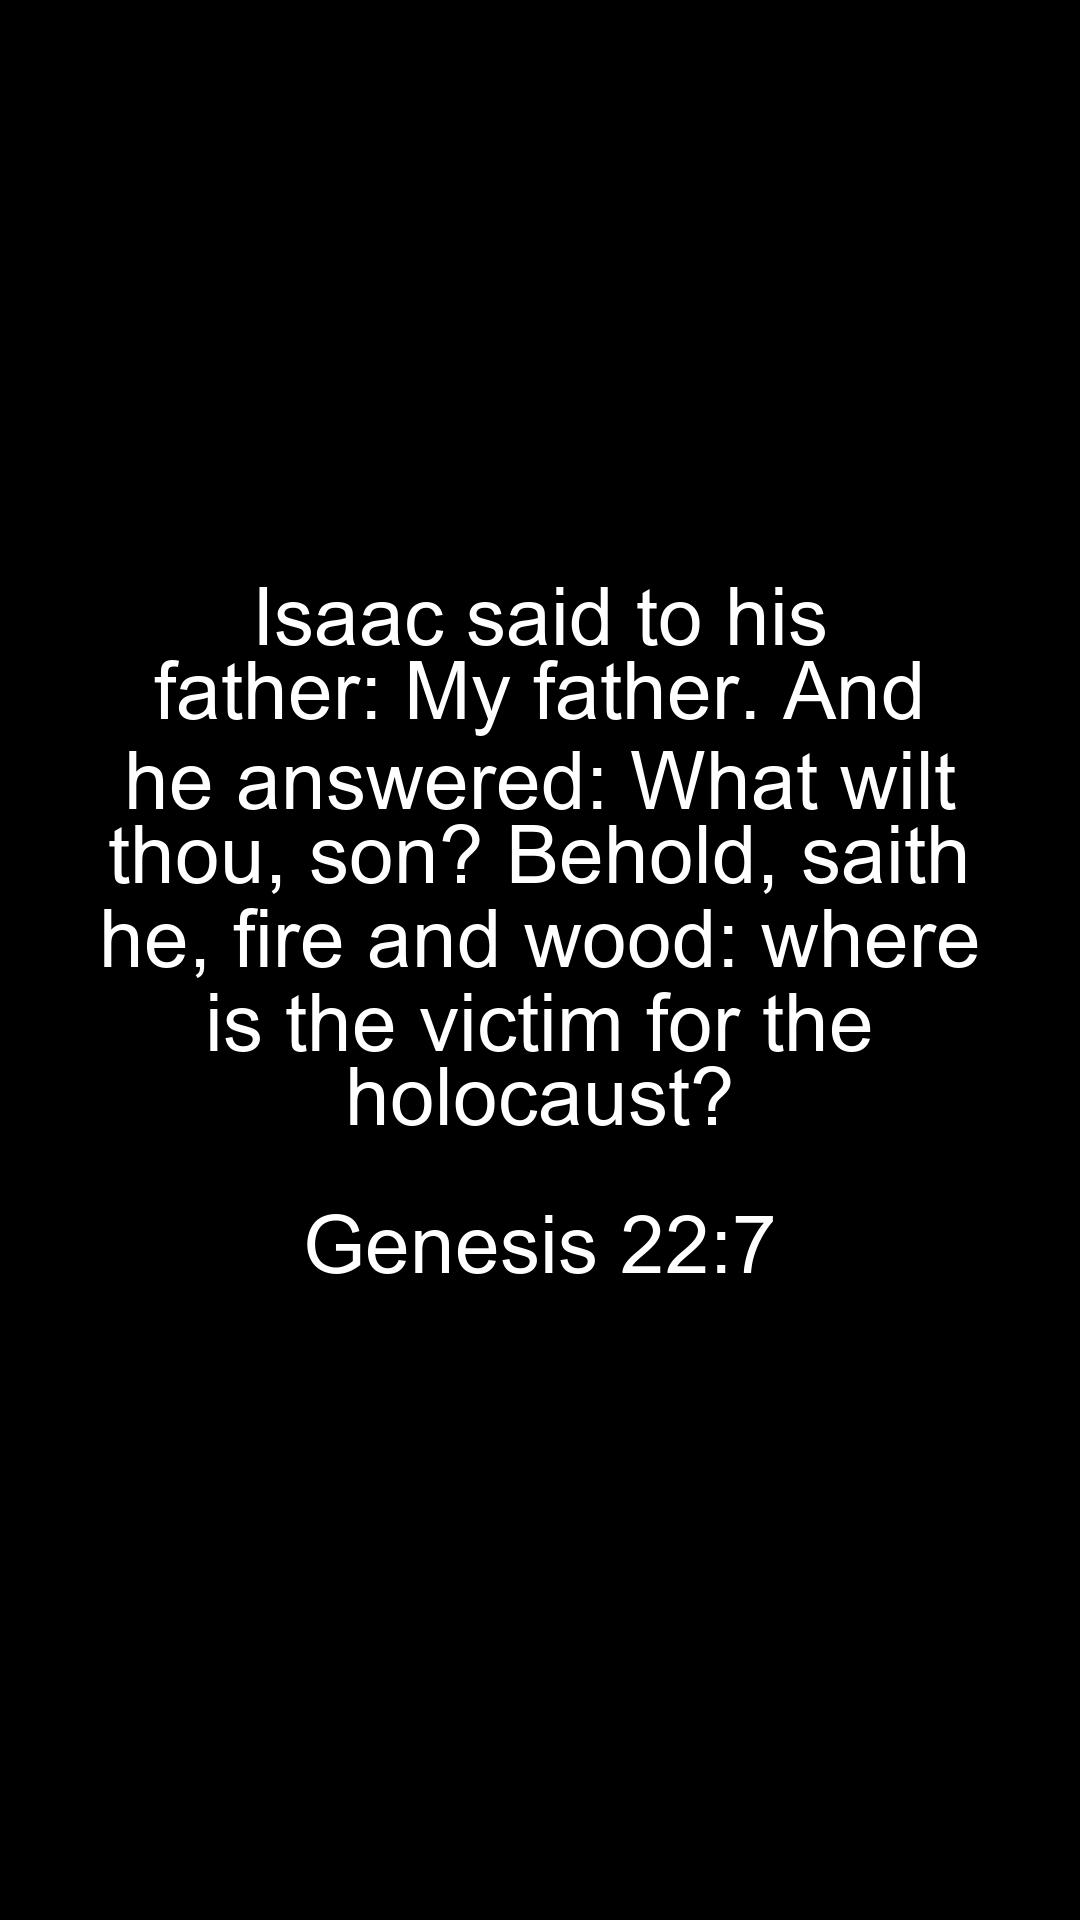 Isaac said to his
father: My father. And
he answered: What wilt
thou, son? Behold, saith
he, fire and wood: where
is the victim for the
holocaust?
Genesis 22:7